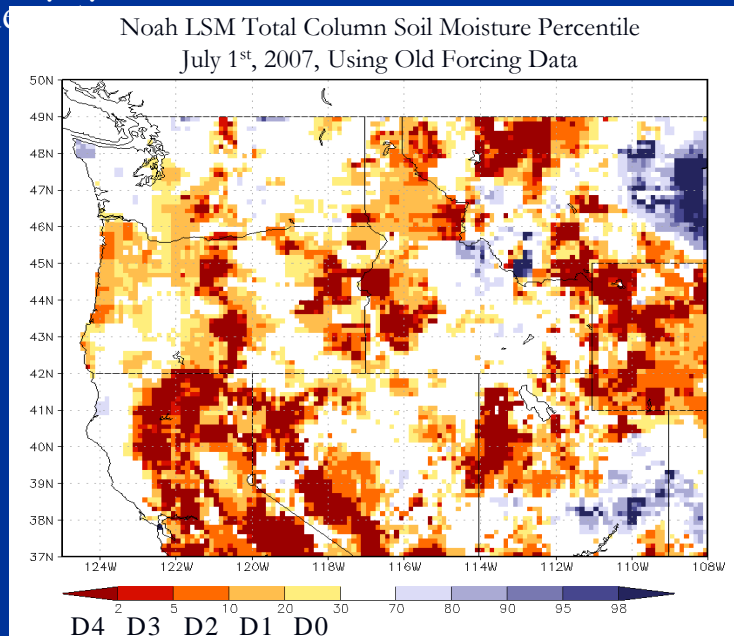 Noah LSM Total Column Soil Moisture Percentile
July 1st, 2007, Using Old Forcing Data
50N
49N
48N
47N
46N
45N
44N
43N
42N
41N
40N
39N
38N
37N
124W 122W 120W 118W 116W 114W 112W 110W 108W
2 5 10 20 30 70 80 90 95 98
D4 D3 D2 D1 D0